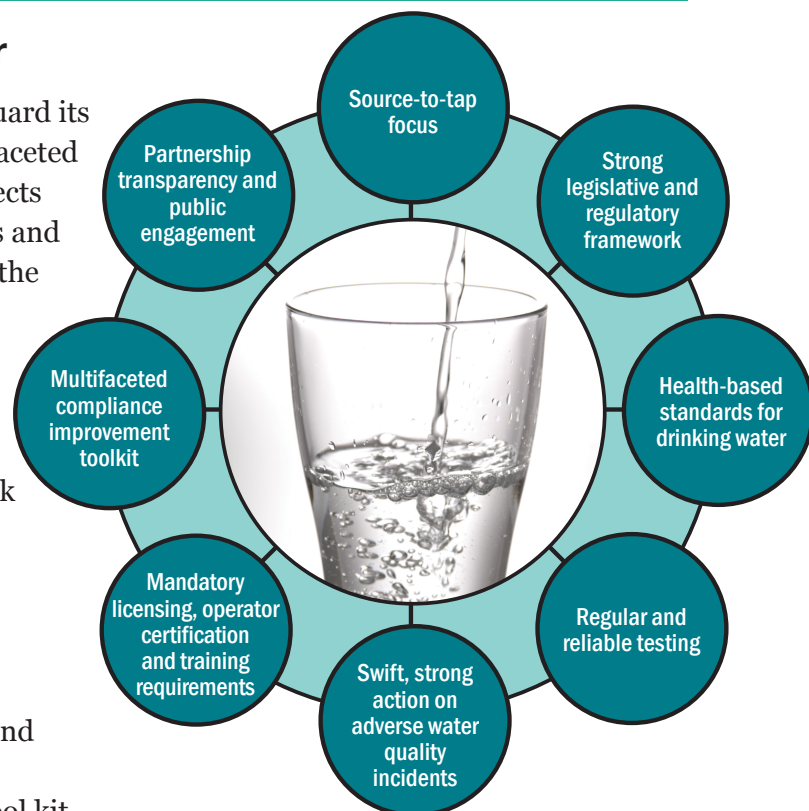 r
uard its
aceted
ects
s and
the
k
nd
ool kit
Source-to-tap
focus
Strong
legislative and
regulatory
framework
Health-based
standards for
drinking water
Regular and
reliable testing
Swift, strong
action on
adverse water
quality
incidents
Mandatory
licensing, operator
certification
and training
requirements
Multifaceted
compliance
improvement
toolkit
Partnership
transparency and
public
engagement